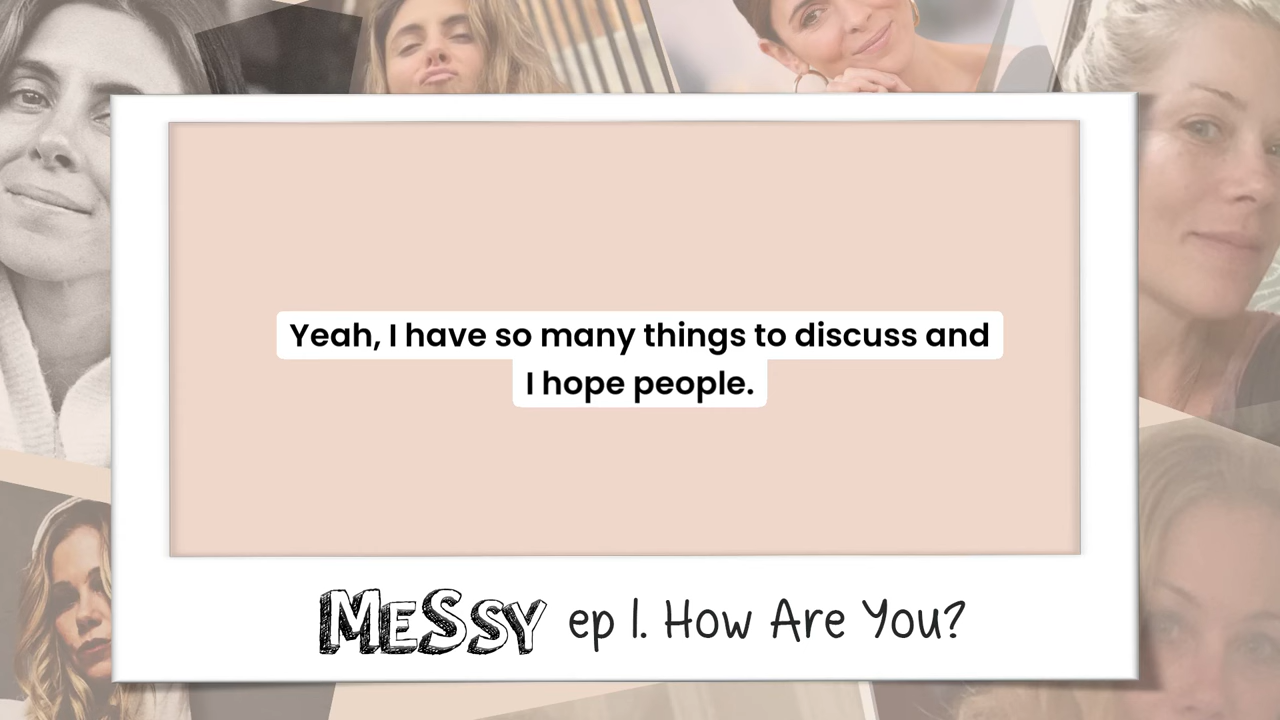 Yeah, I have so many things to discuss and
I hope people.
MeSSY ep 1. How Are You?